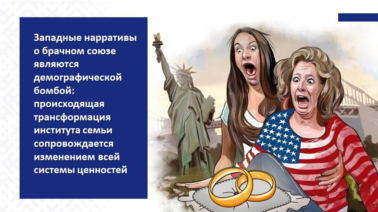 Западные нарративы
о брачном союзе
являются
демографической
бомбой:
происходящая
трансформация
института семьи
сопровождается
изменением всей
системы ценностей